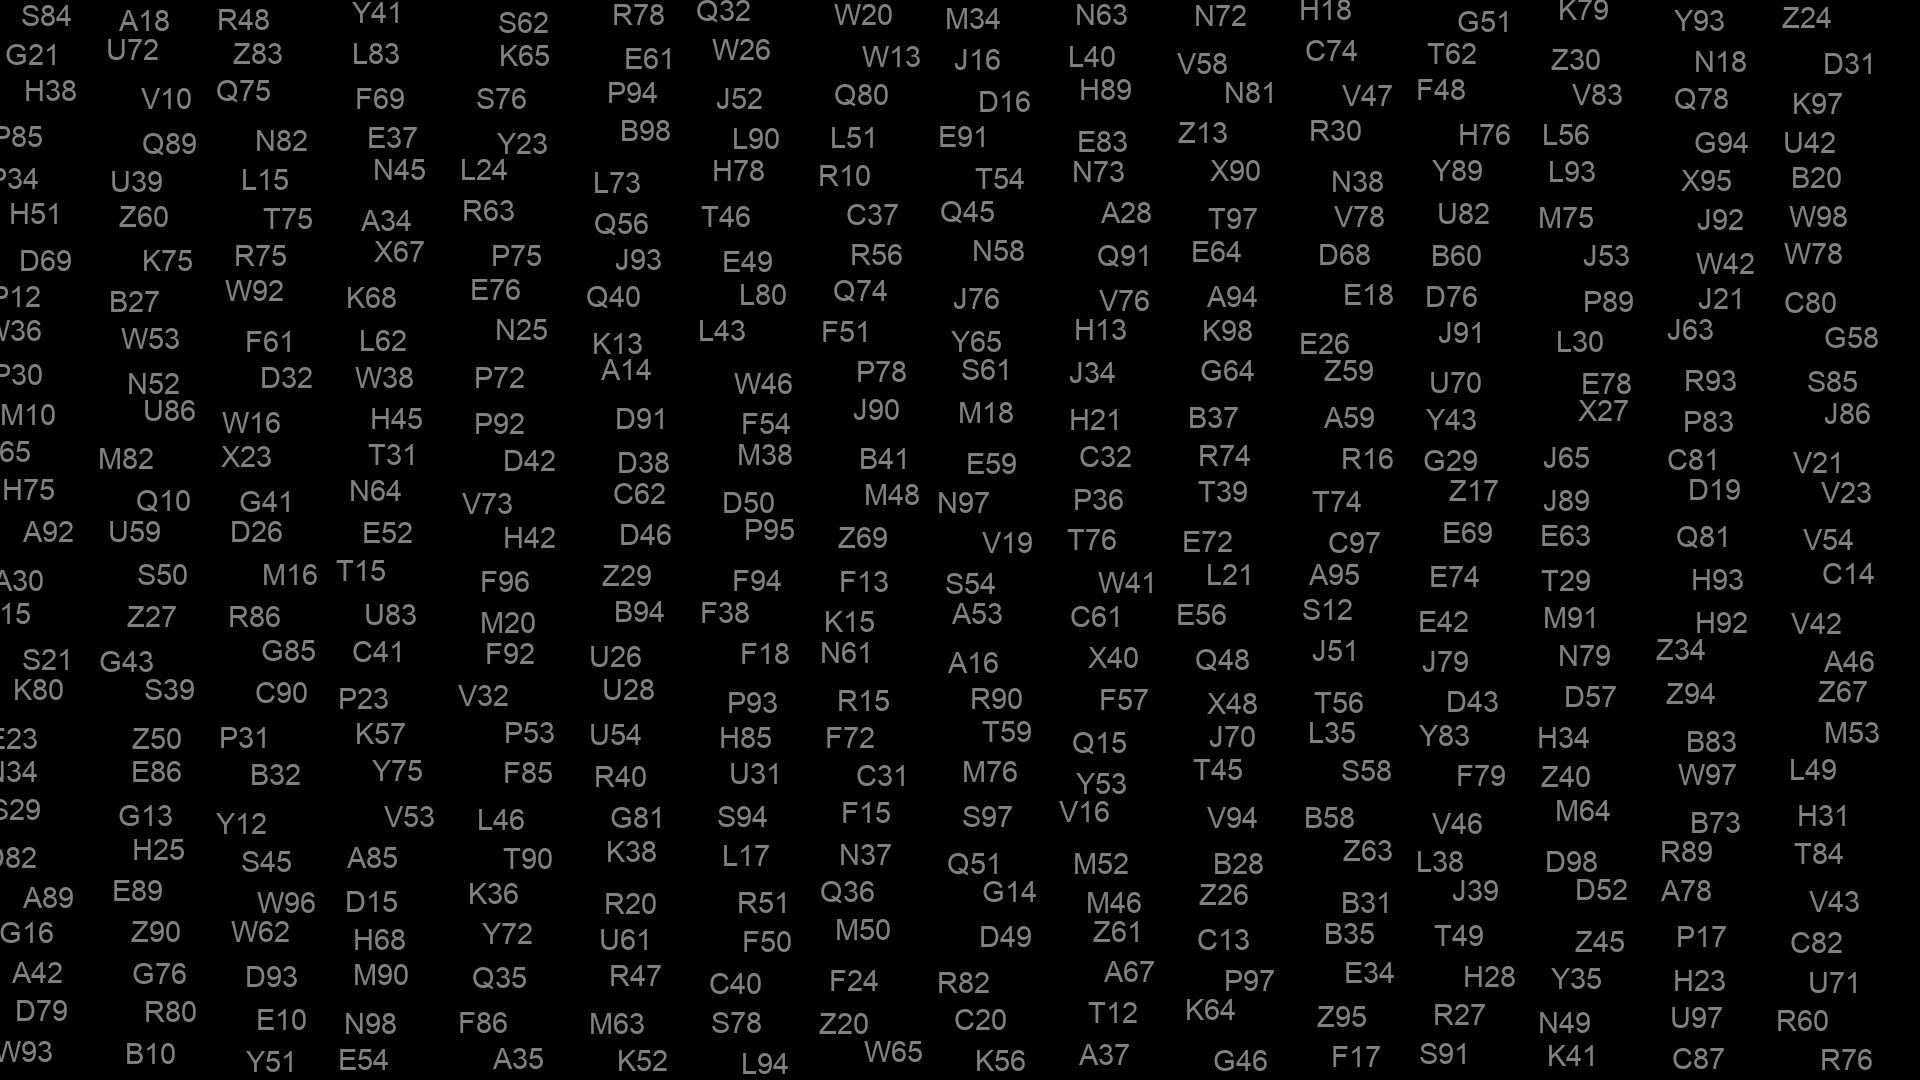 S84 A18 R48 Y41 S62 R78 Q32 W20 M34 N63 N72 H18 G51 K79 Y93 Z24
G21 U72 Z83 L83 K65 E61 W26 W13 J16 L40 V58 C74 T62 Z30 N18 D31
H38 V10 Q75 F69 S76 P94 J52 Q80 D16 H89 N81 V47 F48 V83 Q78 K97
P85 Q89 N82 E37 Y23 B98 L90 L51 E91 E83 Z13 R30 H76 L56 G94 U42
P34 U39 L15 N45 L24 L73 H78 R10 T54 N73 X90 N38 Y89 L93 X95 B20
H51 Z60 T75 A34 R63 Q56 T46 C37 Q45 A28 T97 V78 U82 M75 J92 W98
D69 K75 R75 X67 P75 J93 E49 R56 N58 Q91 E64 D68 B60 J53 W42 W78
P12 B27 W92 K68 E76 Q40 L80 Q74 J76 V76 A94 E18 D76 P89 J21 C80
W36 W53 F61 L62 N25 K13 L43 F51 Y65 H13 K98 E26 J91 L30 J63 G58
P30 N52 D32 W38 P72 A14 W46 P78 S61 J34 G64 Z59 U70 E78 R93 S85
M10 U86 W16 H45 P92 D91 F54 J90 M18 H21 B37 A59 Y43 X27 P83 J86
65 M82 X23 T31 D42 D38 M38 B41 E59 C32 R74 R16 G29 J65 C81 V21
H75 Q10 G41 N64 V73 C62 D50 M48 N97 P36 T39 T74 Z17 J89 D19 V23
A92 U59 D26 E52 H42 D46 P95 Z69 V19 T76 E72 C97 E69 E63 Q81 V54
A30 S50 M16 T15 F96 Z29 F94 F13 S54 W41 L21 A95 E74 T29 H93 C14
15 Z27 R86 U83 M20 B94 F38 K15 A53 C61 E56 S12 E42 M91 H92 V42
S21 G43 G85 C41 F92 U26 F18 N61 A16 X40 Q48 J51 J79 N79 Z34 A46
K80 S39 C90 P23 V32 U28 P93 R15 R90 F57 X48 T56 D43 D57 Z94 Z67
E23 Z50 P31 K57 P53 U54 H85 F72 T59 Q15 J70 L35 Y83 H34 B83 M53
N34 E86 B32 Y75 F85 R40 U31 C31 M76 Y53 T45 S58 F79 Z40 W97 L49
S29 G13 Y12 V53 L46 G81 S94 F15 S97 V16 V94 B58 V46 M64 B73 H31
82 H25 S45 A85 T90 K38 L17 N37 Q51 M52 B28 Z63 L38 D98 R89 T84
A89 E89 W96 D15 K36 R20 R51 Q36 G14 M46 Z26 B31 J39 D52 A78 V43
G16 Z90 W62 H68 Y72 U61 F50 M50 D49 Z61 C13 B35 T49 Z45 P17 C82
A42 G76 D93 M90 Q35 R47 C40 F24 R82 A67 P97 E34 H28 Y35 H23 U71
D79 R80 E10 N98 F86 M63 S78 Z20 C20 T12 K64 Z95 R27 N49 U97 R60
W93 B10 Y51 E54 A35 K52 L94 W65 K56 A37 G46 F17 S91 K41 C87 R76